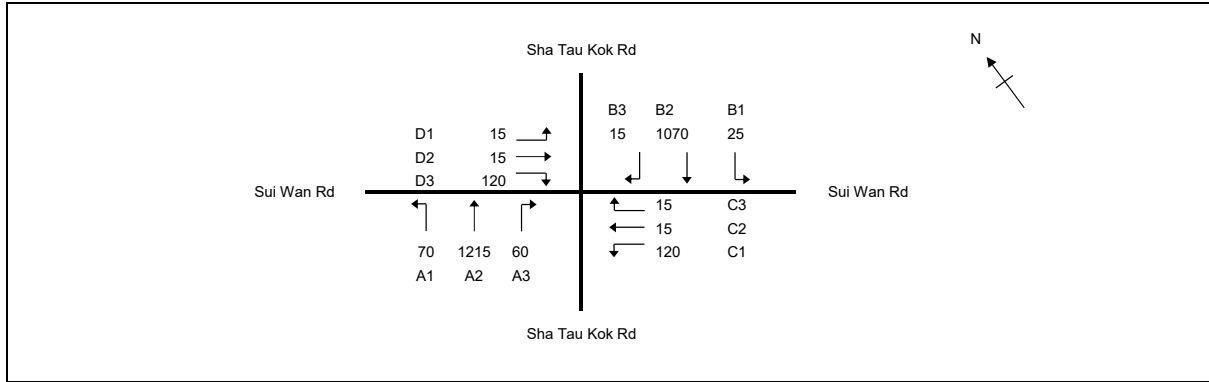 N
Sha Tau Kok Rd
B3 B2 B1
D1 15 15 1070 25
D2 15
D3 120
Sui Wan Rd Sui Wan Rd
15 C3
15 C2
70 1215 60 120 C1
A1 A2 A3
Sha Tau Kok Rd